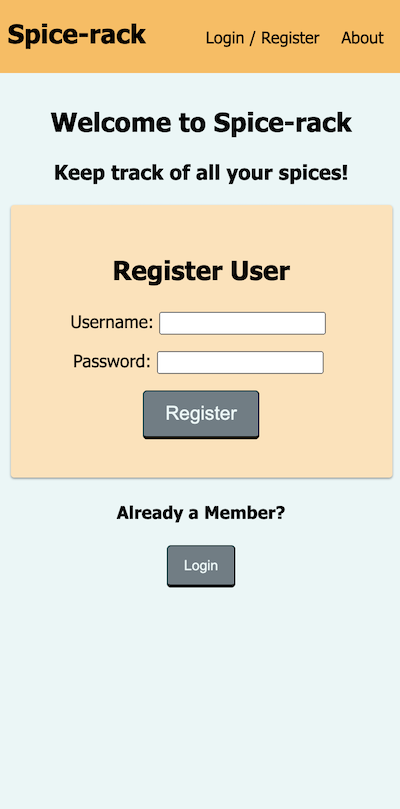 Spice-rack
Login / Register
About
Welcome to Spice-rack
Keep track of all your spices!
Register User
Username:
Password:
Register
Already a Member?
Login